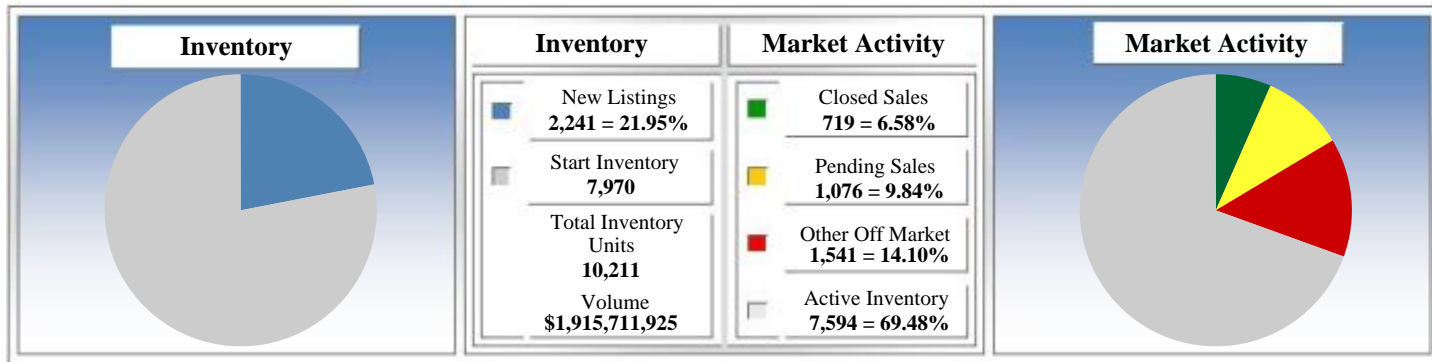 Inventory
Inventory
New Listings
2,241 = 21.95%
Start Inventory
7,970
Total Inventory
Units
10,211
Volume
$1,915,711,925
Market Activity
Closed Sales
719 = 6.58%
Pending Sales
1,076 = 9.84%
Other Off Market
1,541 = 14.10%
Active Inventory
7,594 = 69.48%
Market Activity